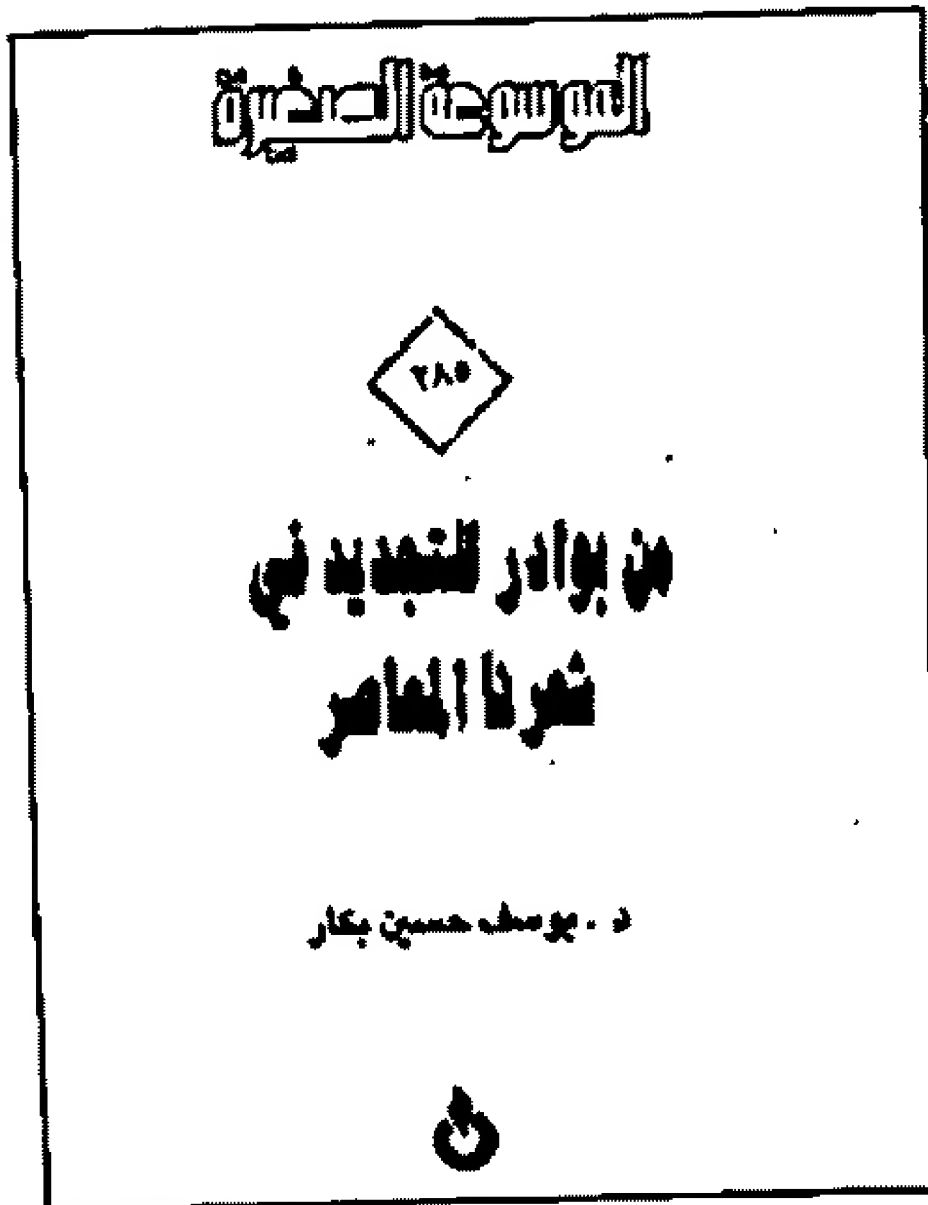 الموسوعة الصغيرة
٢٨٥
من بوادر التجديد في
شعرنا المعاصر
د . يوسف حسين بكار